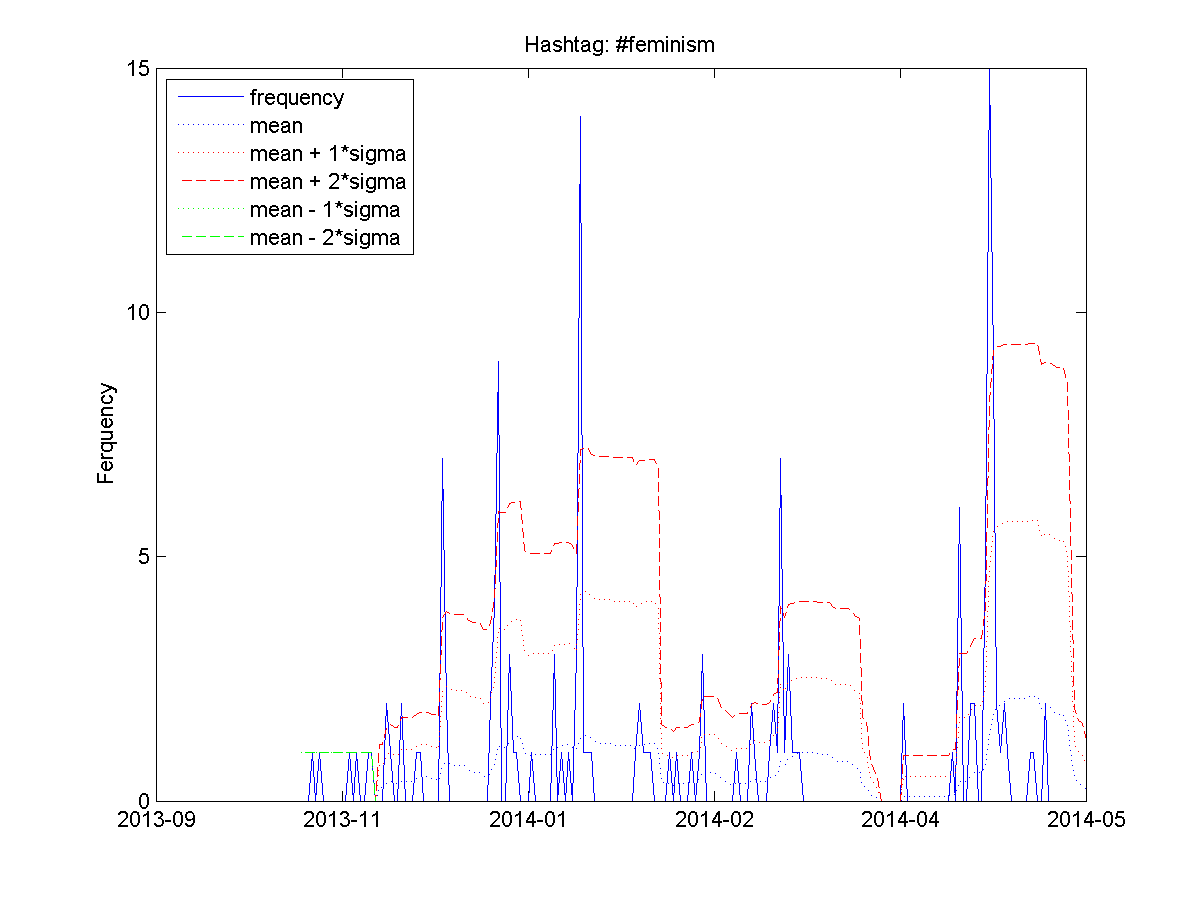 Hashtag: #feminism
15
frequency
mean
mean + 1*sigma
mean + 2*sigma
mean - 1*sigma
mean - 2*sigma
10
Ferquency
5
0
2013-09 2013-11 2014-01 2014-02 2014-04 2014-05